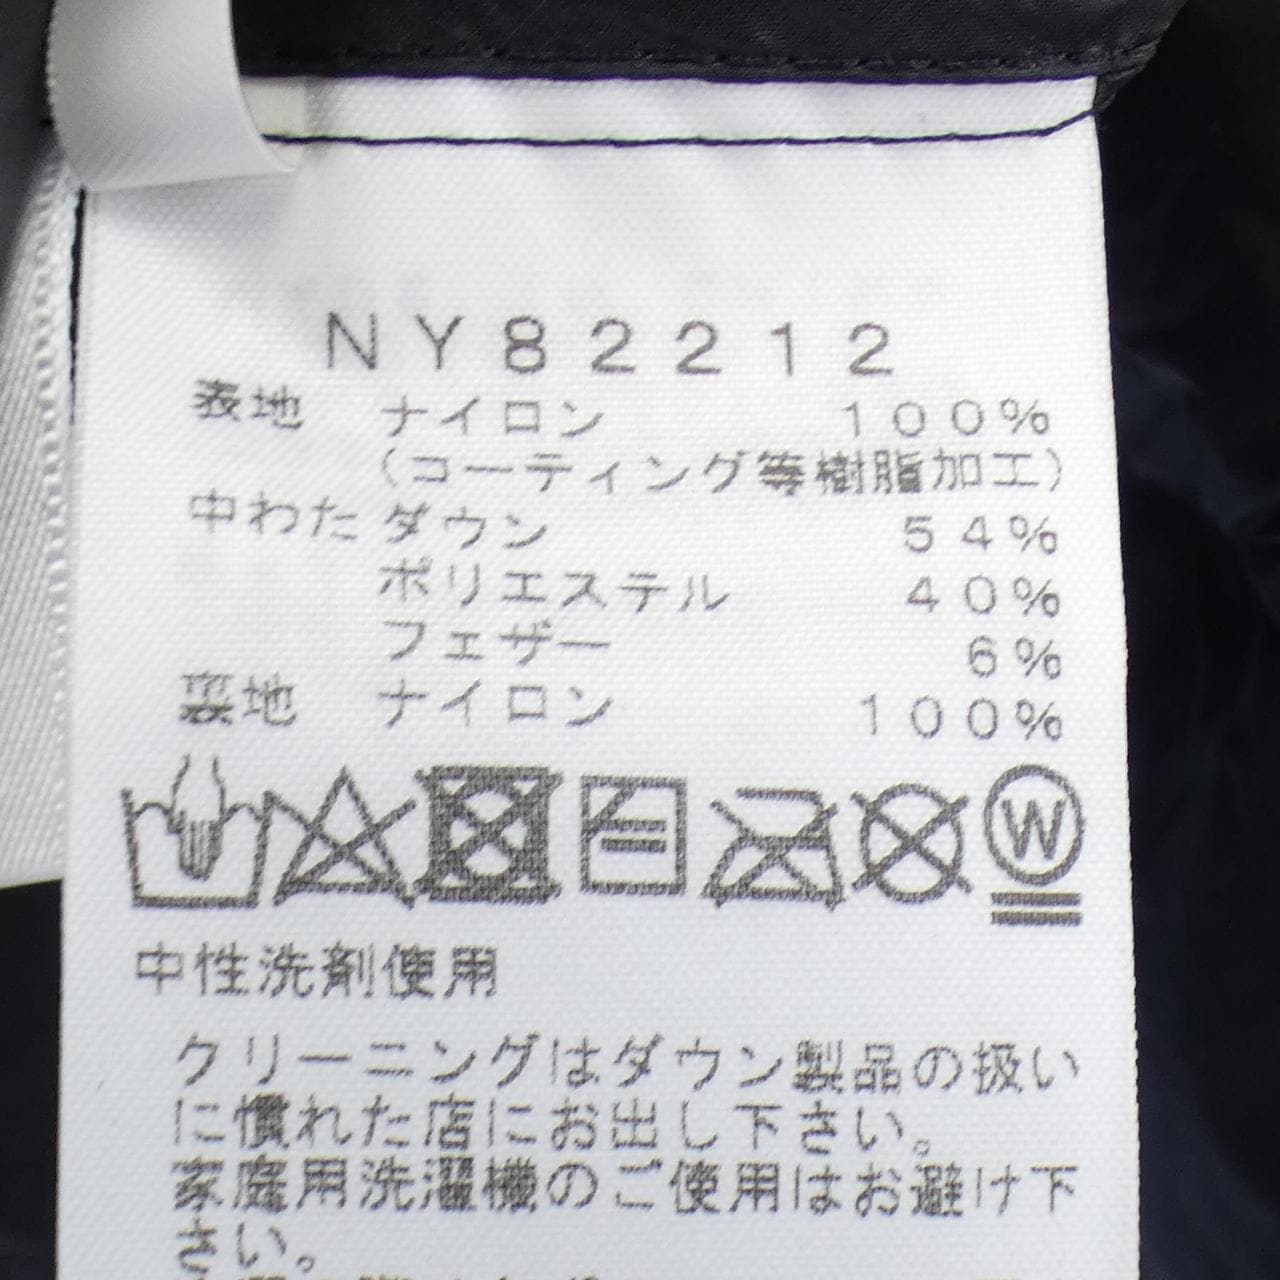 NY82212
表地 ナイロン 100%
(コーティング等樹脂加工)
中わた ダウン 54%
ポリエステル 40%
フェザー 6%
裏地 ナイロン 100%
W
中性洗剤使用
クリーニングはダウン製品の扱い
に慣れた店にお出し下さい。
家庭用洗濯機のご使用はお避け下
さい。